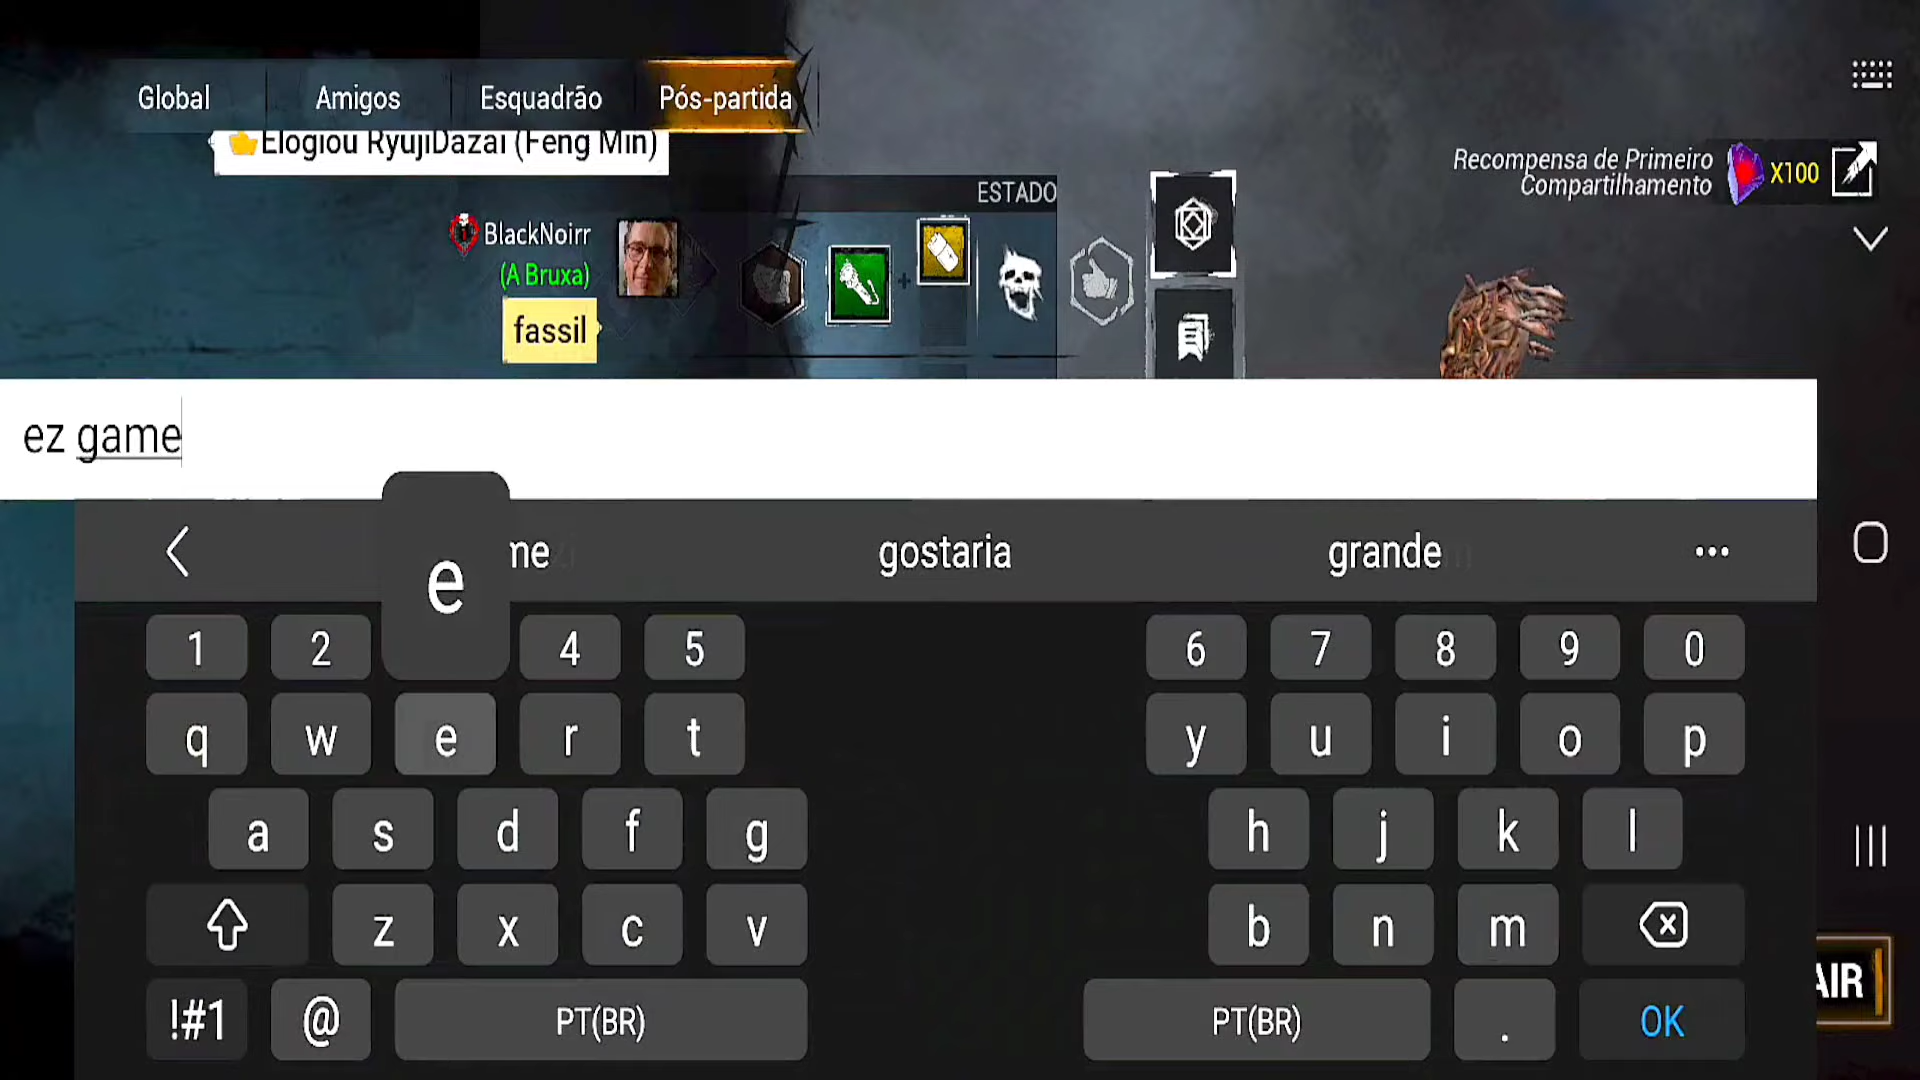 Global
Amigos
Esquadrão
Pós-partida
Elogiou RyujiDazai (Feng Min)
Recompensa de Primeiro
Compartilhamento
X100
ESTADO
BlackNoirr
(A Bruxa)
fassil
ez game
gostaria
grande
e
1 2 4 5 6 7 8 9 0
q w e r t y u i o p
a s d f g h j k l
z x c v b n m
!#1 @ PT(BR) PT(BR) . OK
AIR